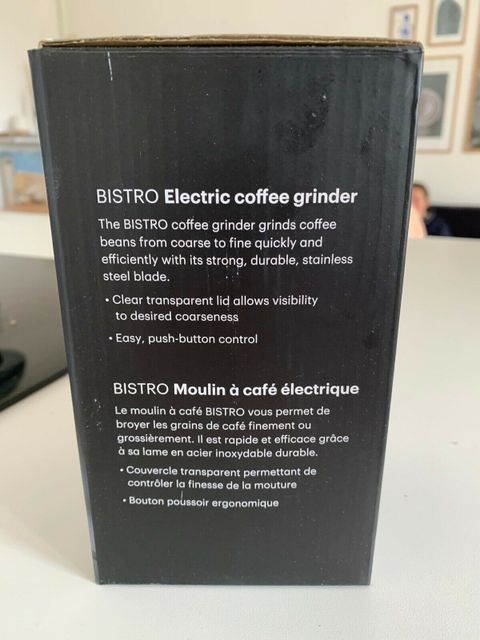 BISTRO Electric coffee grinder
The BISTRO coffee grinder grinds coffee
beans from coarse to fine quickly and
efficiently with its strong, durable, stainless
steel blade.
• Clear transparent lid allows visibility
to desired coarseness
• Easy, push-button control
BISTRO Moulin à café électrique
Le moulin à café BISTRO vous permet de
broyer les grains de café finement ou
grossièrement. Il est rapide et efficace grâce
à sa lame en acier inoxydable durable.
• Couvercle transparent permettant de
contrôler la finesse de la mouture
• Bouton poussoir ergonomique